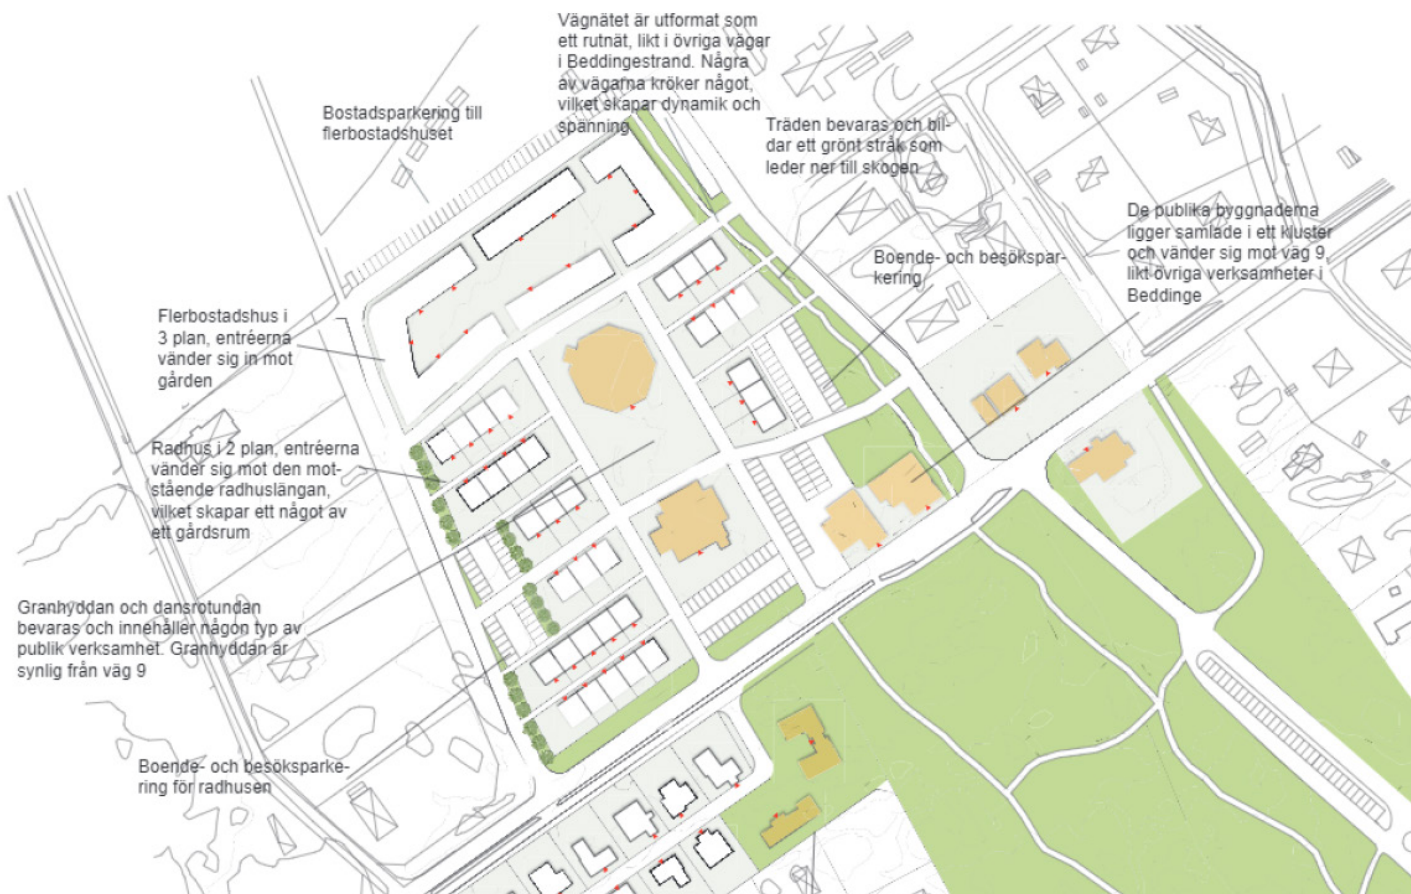 Vägnätet är utformat som
ett rutnät, likt i övriga vägar
i Beddingestrand. Några
av vägarna kröker något,
vilket skapar dynamik och
spänning
Bostadsparkering till
flerbostadshuset
Träden bevaras och bil-
dar ett grönt stråk som
leder ner till skogen
De publika byggnaderna
ligger samlade i ett kluster
och vänder sig mot väg 9,
likt övriga verksamheter i
Beddinge
Boende- och besökspar-
kering
Flerbostadshus i
3 plan, entréerna
vänder sig in mot
gården
Radhus i 2 plan, entréerna
vänder sig mot den mot-
stående radhuslängan,
vilket skapar ett något av
ett gårdsrum
Granhyddan och dansrotundan
bevaras och innehåller någon typ av
publik verksamhet. Granhyddan är
synlig från väg 9
Boende- och besöksparke-
ring för radhusen